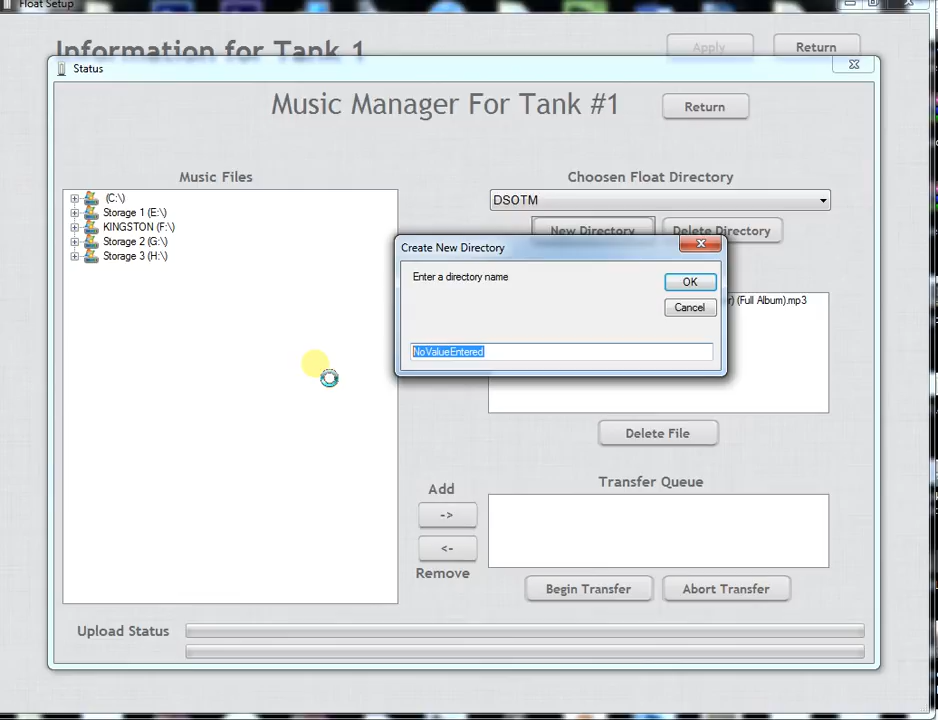 Float Setup
Information for Tank 1
Apply
Return
Status
Music Manager For Tank #1
Return
Music Files
Choosen Float Directory
(C:\)
Storage 1 (E:\)
KINGSTON (F:\)
Storage 2 (G:\)
Storage 3 (H:\)
DSOTM
New Directory
Delete Directory
Create New Directory
Enter a directory name
OK
Cancel
NoValueEntered
(Full Album).mp3
Delete File
Add
->
<-
Remove
Transfer Queue
Begin Transfer
Abort Transfer
Upload Status